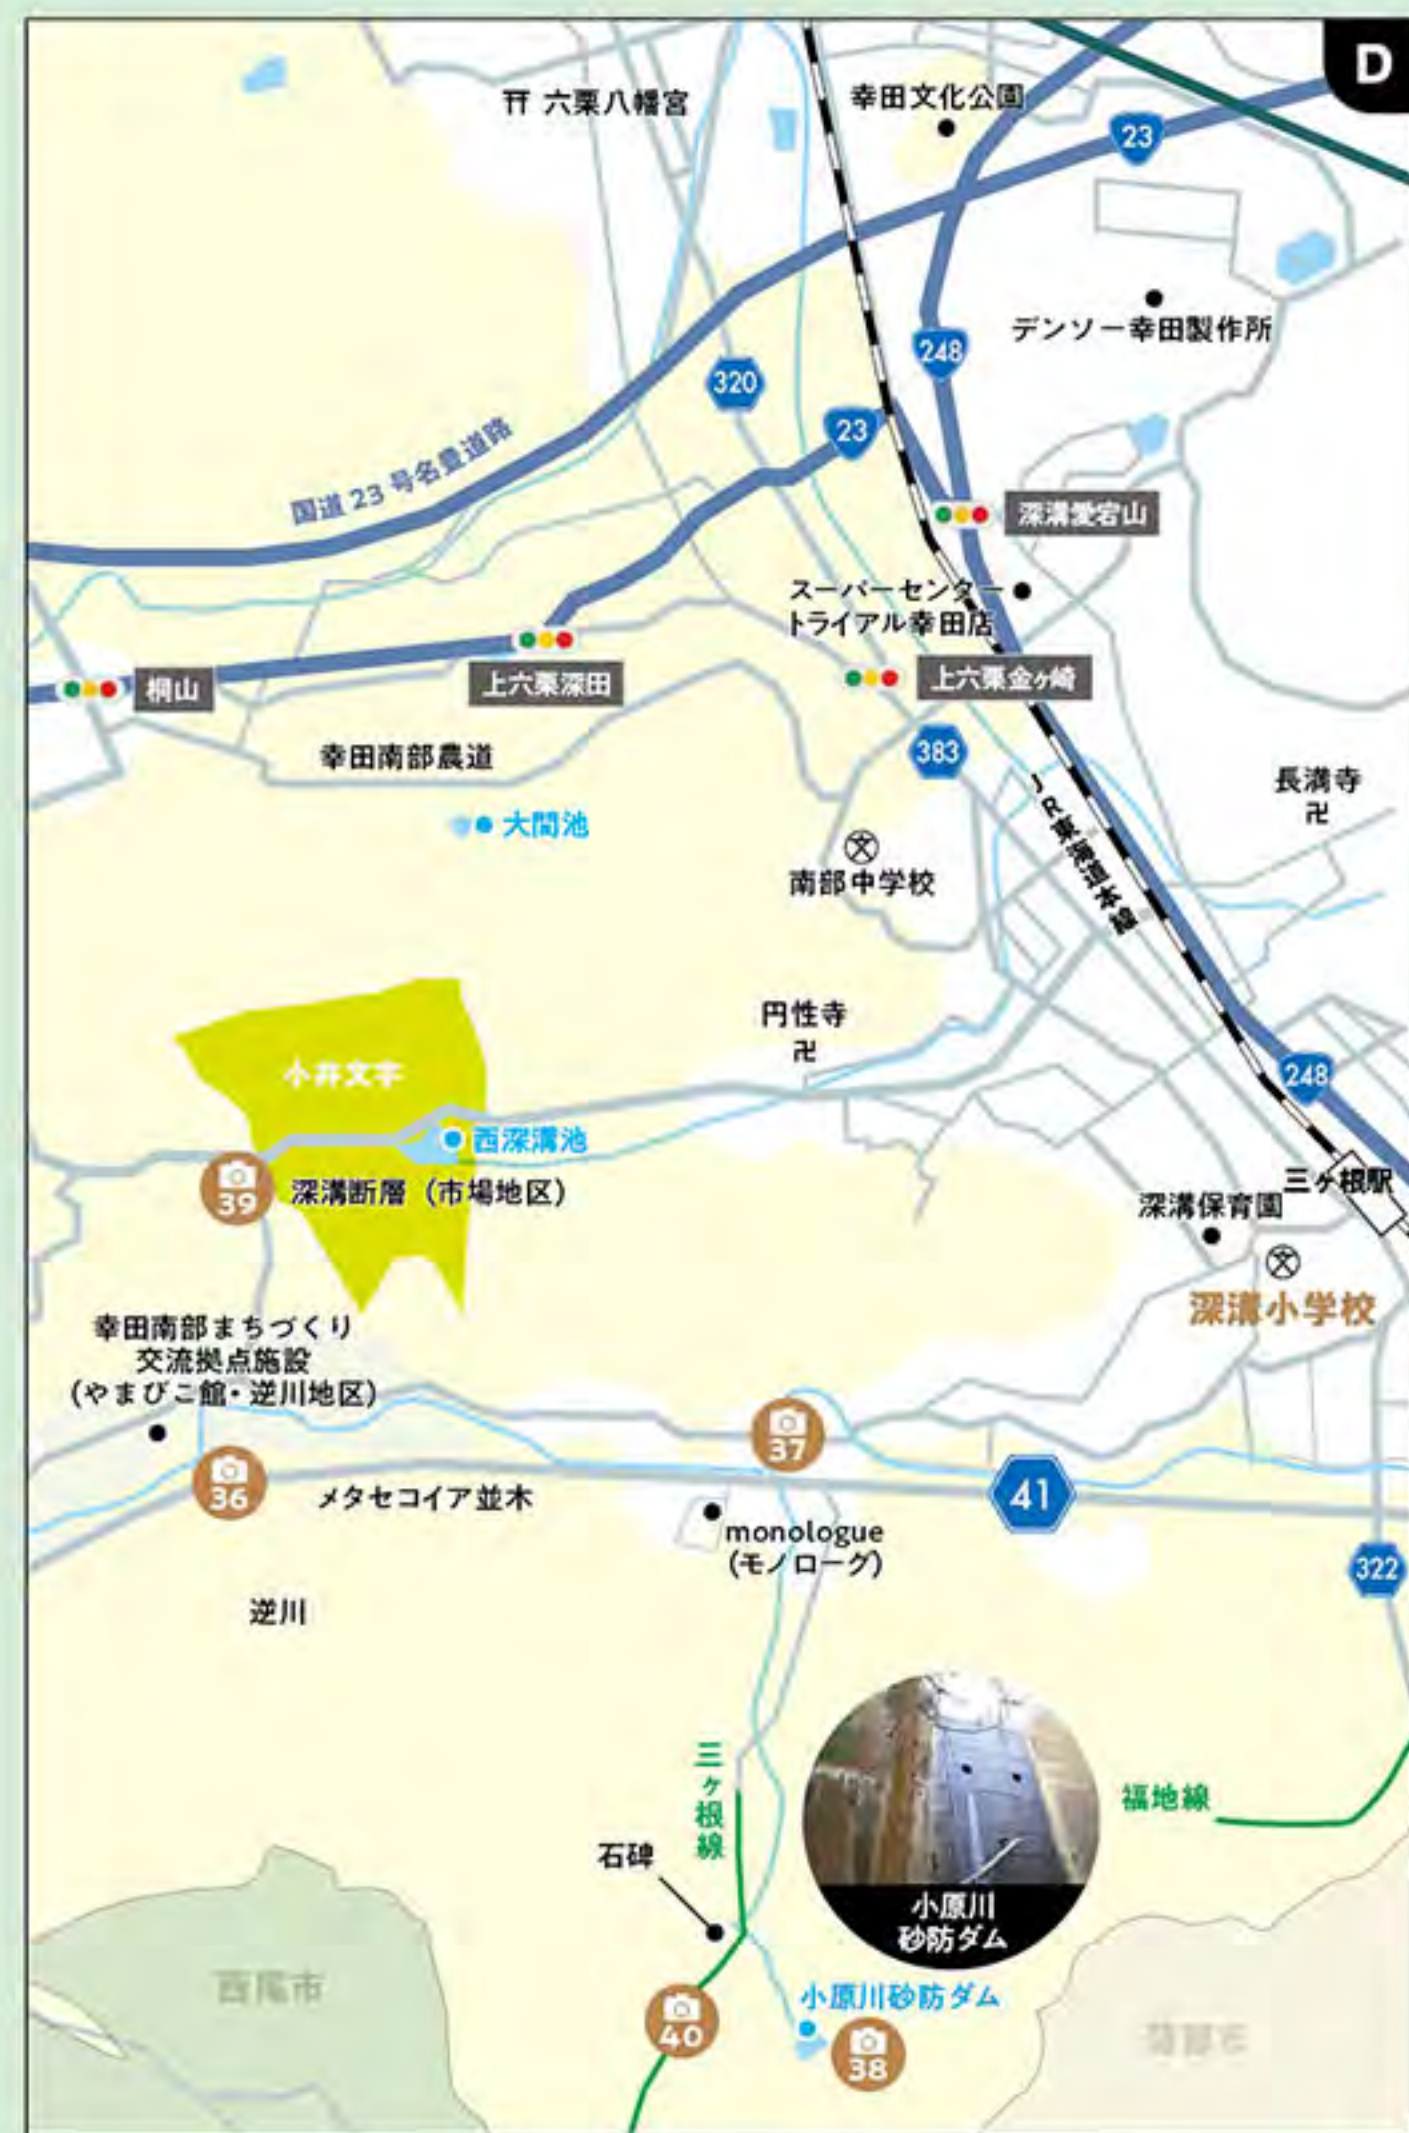 D
六栗八幡宮
幸田文化公園
23
デンソー幸田製作所
248
320
23
国道23号名豊道路
深溝愛宕山
スーパーセンター
トライアル幸田店
桐山
上六栗深田
上六栗金ヶ崎
幸田南部農道
383
長満寺
卍
大間池
JR東海道本線
文
南部中学校
円性寺
卍
小井文字
248
西深溝池
39
深溝断層(市場地区)
三ヶ根駅
深溝保育園
文
深溝小学校
幸田南部まちづくり
交流拠点施設
(やまびこ館・逆川地区)
37
36
メタセコイア並木
41
monologue
(モノローグ)
322
逆川
三ヶ根線
福地線
石碑
小原川
砂防ダム
西尾市
小原川砂防ダム
40
38